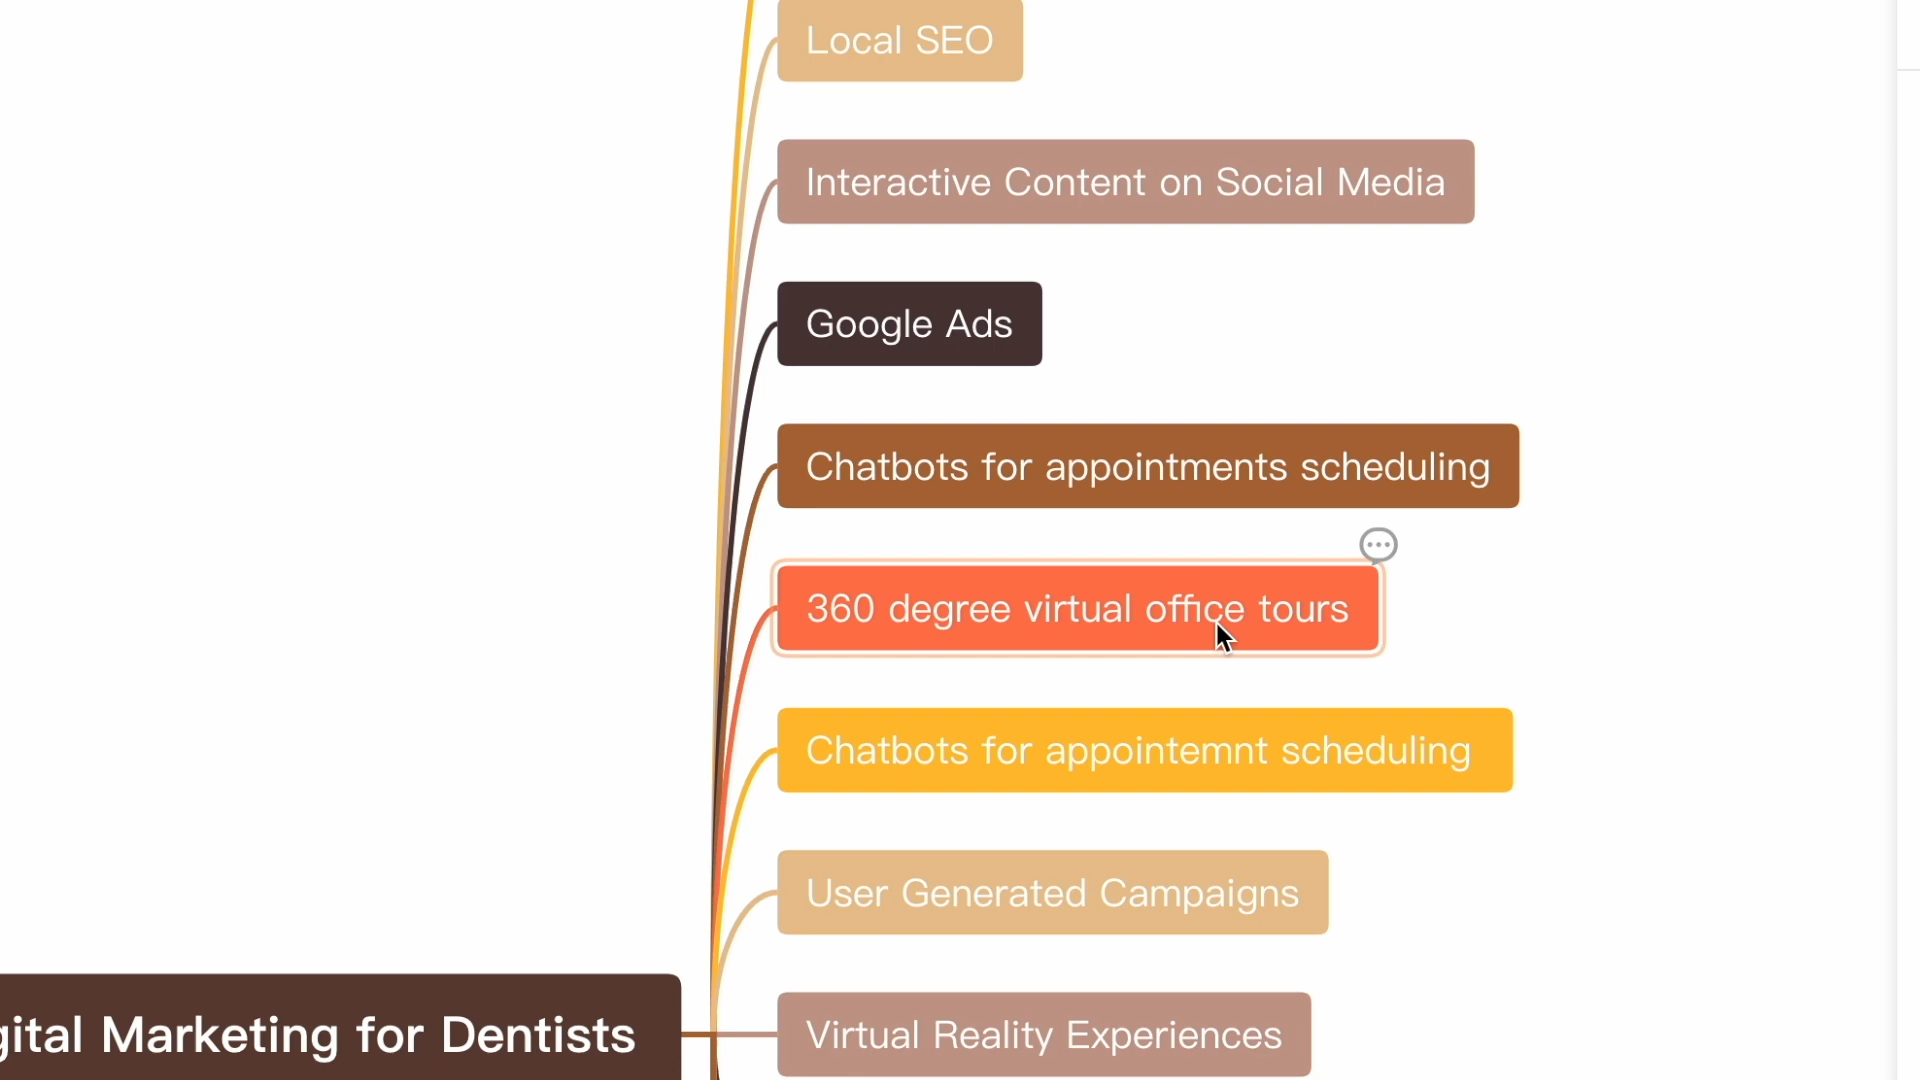 Local SEO
Interactive Content on Social Media
Google Ads
Chatbots for appointments scheduling
360 degree virtual office tours
Chatbots for appointemnt scheduling
User Generated Campaigns
gital Marketing for Dentists
Virtual Reality Experiences